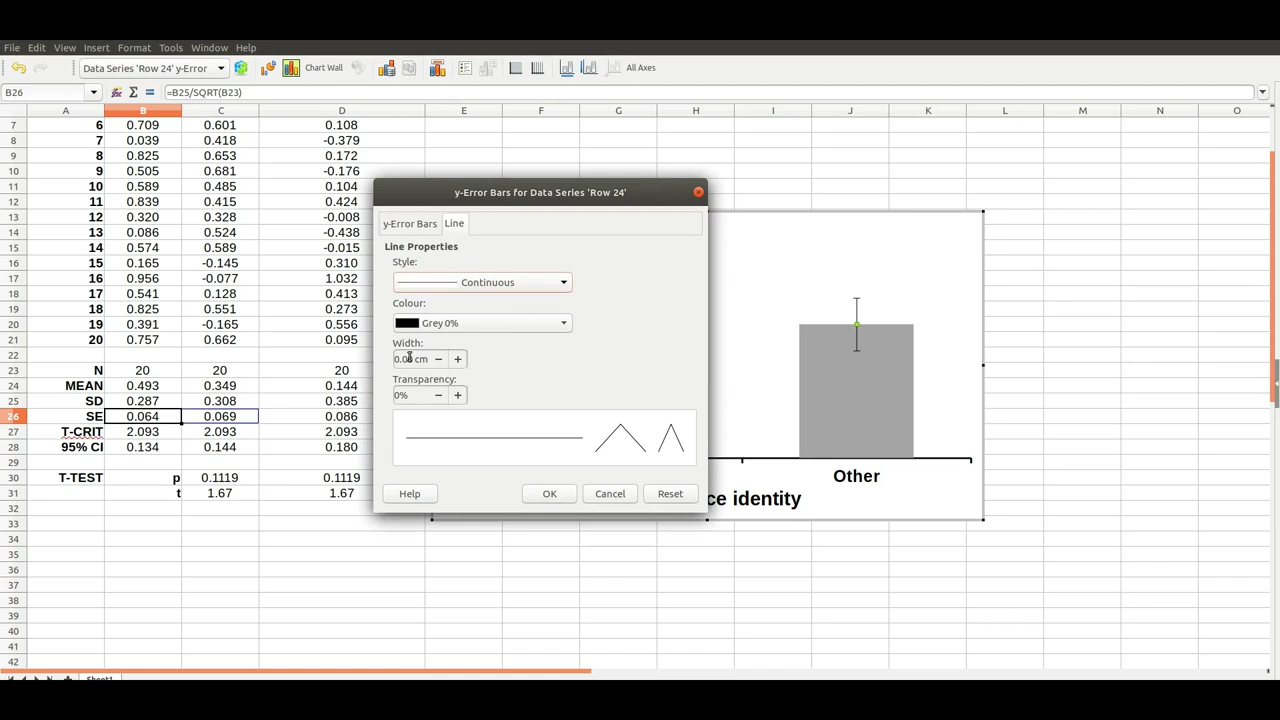 File Edit View Insert Format Tools Window Help
Data Series 'Row 24' y-Error Chart Wall All Axes
B26 =B25/SQRT(B23)
A B C D E F G H I J K L M N O
7 6 0.709 0.601 0.108
8 7 0.039 0.418 -0.379
9 8 0.825 0.653 0.172
10 9 0.505 0.681 -0.176
11 10 0.589 0.485 0.104
12 11 0.839 0.415 0.424
13 12 0.320 0.328 -0.008
14 13 0.086 0.524 -0.438
15 14 0.574 0.589 -0.015
16 15 0.165 -0.145 0.310
17 16 0.956 -0.077 1.032
18 17 0.541 0.128 0.413
19 18 0.825 0.551 0.273
20 19 0.391 -0.165 0.556
21 20 0.757 0.662 0.095
22
23 N 20 20 20
24 MEAN 0.493 0.349 0.144
25 SD 0.287 0.308 0.385
26 SE 0.064 0.069 0.086
27 T-CRIT 2.093 2.093 2.093
28 95% CI 0.134 0.144 0.180
29
30 T-TEST p 0.1119 0.1119
31 t 1.67 1.67
32
33
34
35
36
37
38
39
40
41
42
Sheet1
y-Error Bars for Data Series 'Row 24'
y-Error Bars Line
Line Properties
Style:
Continuous
Colour:
Grey 0%
Width:
0.00 cm
Transparency:
0%
Help OK Cancel Reset
Other
ce identity